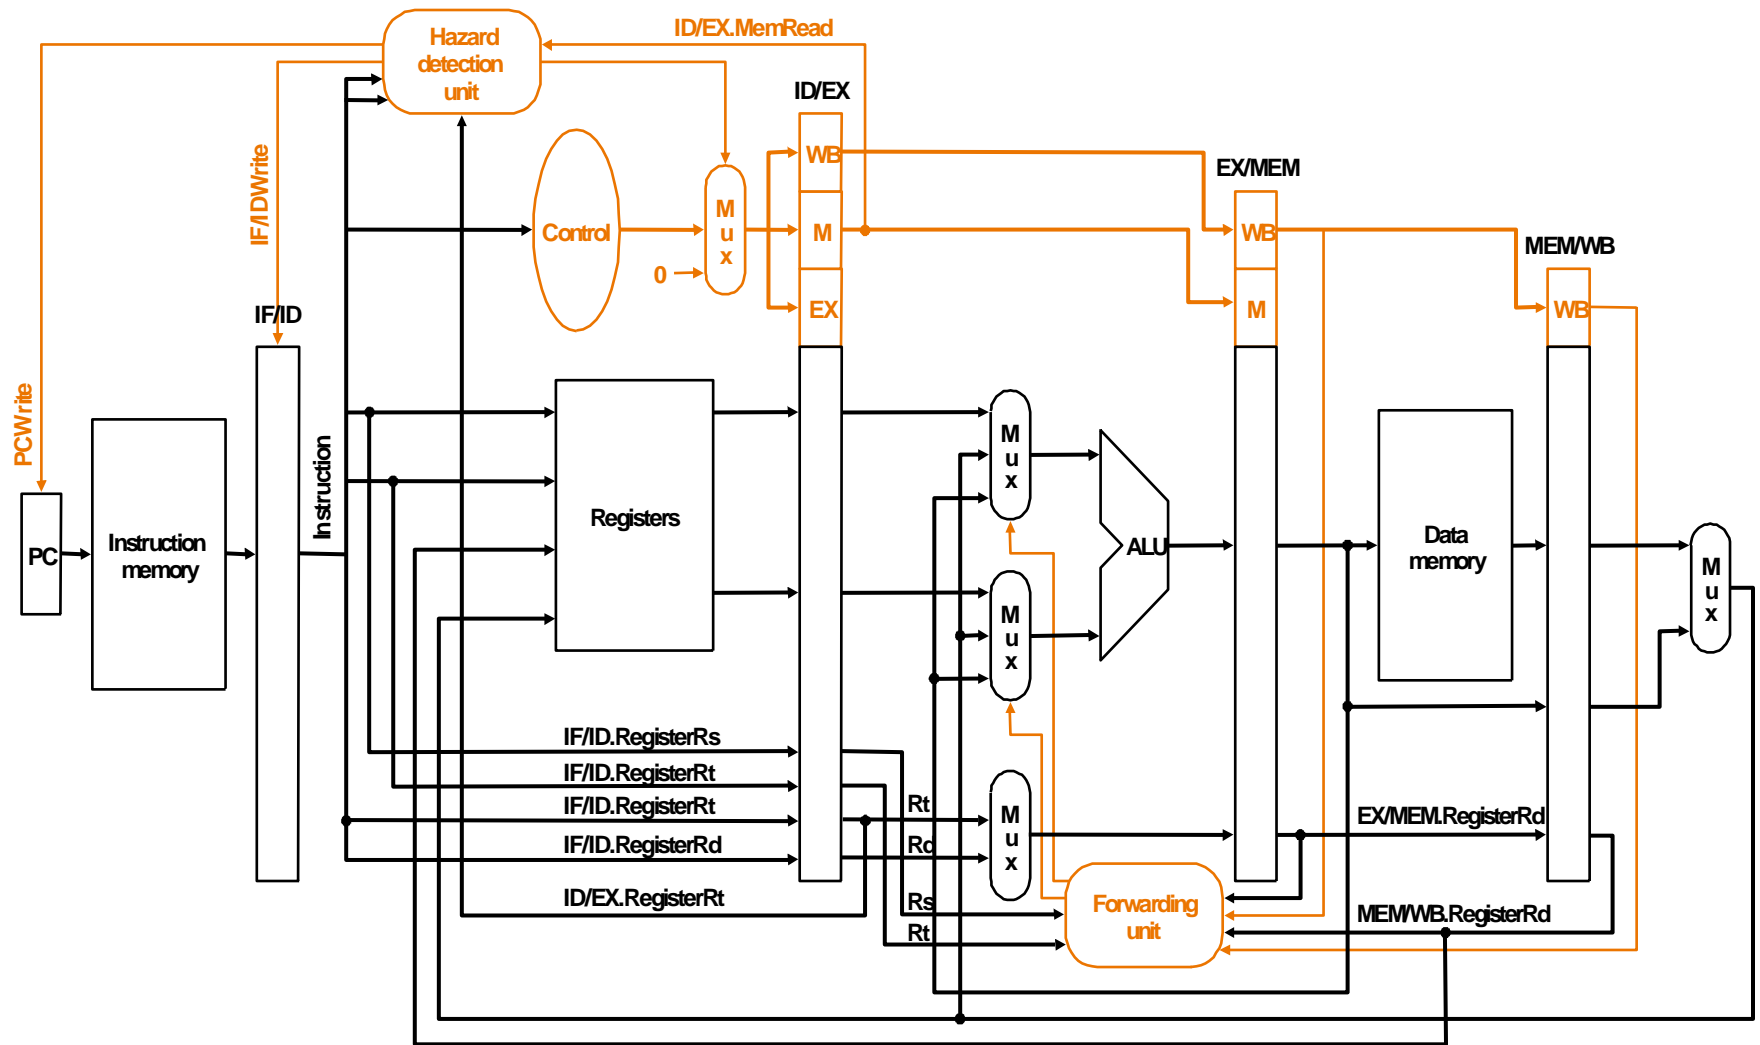 Hazard
detection
unit
ID/EX.MemRead
ID/EX
WB
M
EX
EX/MEM
WB
M
MEM/WB
WB
Control
M
u
x
0
IF/IDWrite
PCWrite
IF/ID
Instruction
PC
Instruction
memory
Registers
M
u
x
M
u
x
ALU
Data
memory
M
u
x
IF/ID.RegisterRs
IF/ID.RegisterRt
IF/ID.RegisterRt
IF/ID.RegisterRd
ID/EX.RegisterRt
Rt
Rd
Rs
Rt
M
u
x
Forwarding
unit
EX/MEM.RegisterRd
MEM/WB.RegisterRd